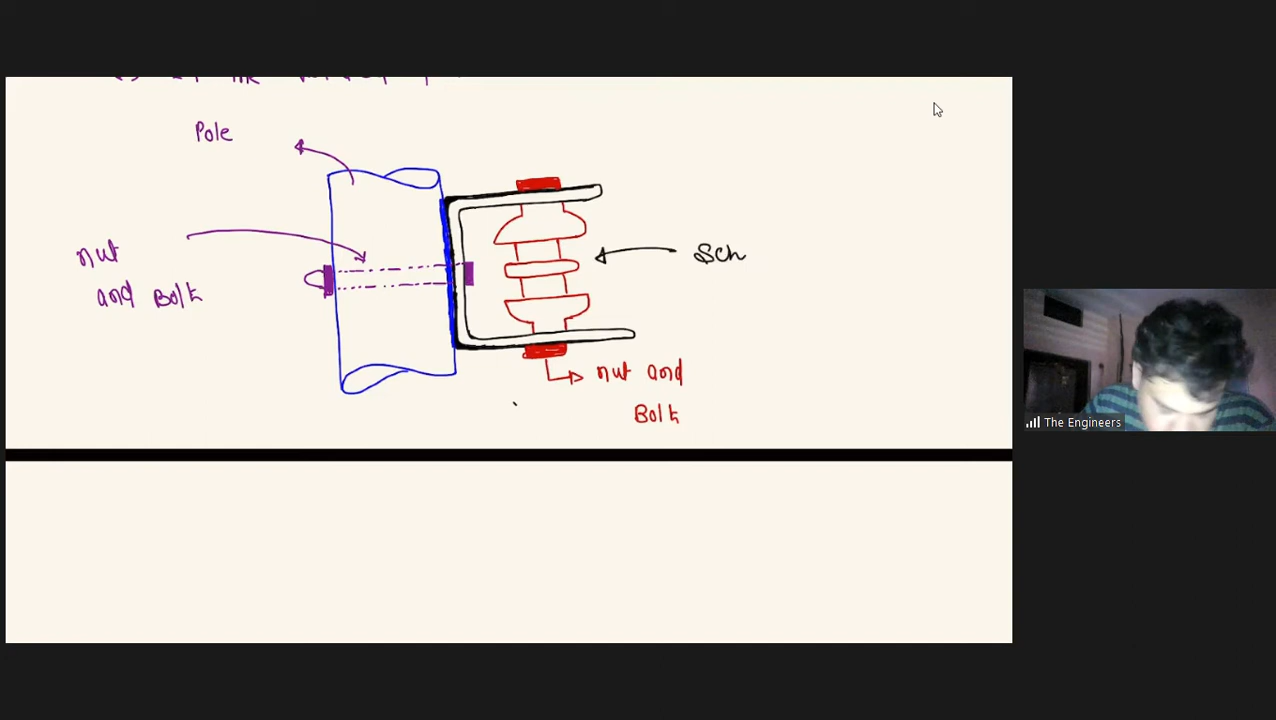 Pole
nut
and Bolt
Sch
nut and
Bolt
The Engineers